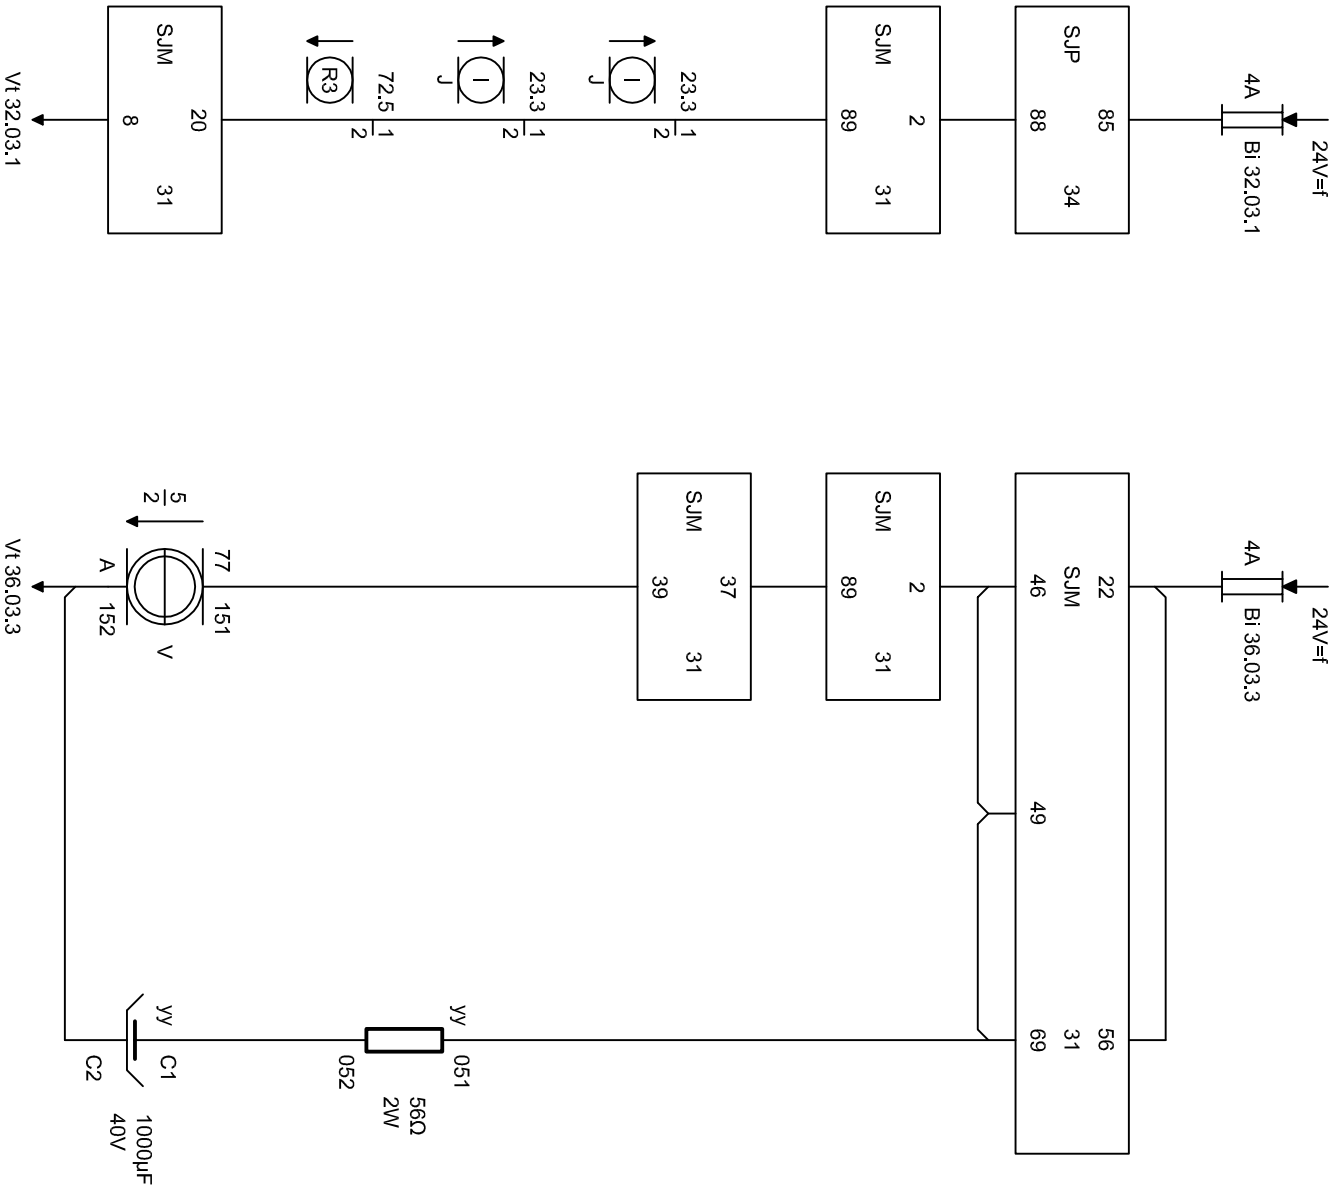 24V=f
4A
Bi 32.03.1
85
SJP
34
88
2
SJM
31
89
23.3
1
2
I
J
23.3
1
2
I
J
72.5
1
2
R3
20
SJM
31
8
Vt 32.03.1
24V=f
4A
Bi 36.03.3
22
56
SJM
31
46
49
69
2
SJM
31
89
37
SJM
31
39
yy
051
56Ω
2W
052
77
151
5
2
V
A
152
yy
C1
1000µF
40V
C2
Vt 36.03.3